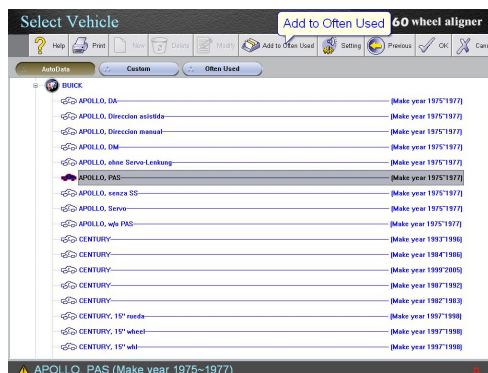 Select Vehicle
Add to Often Used
60 wheel aligner
Help Print New Delete Modify Add to Often Used Setting Previous OK Canc
AutoData Custom Often Used
BUICK
APOLLO, DA (Make year 1975~1977)
APOLLO, Direccion asistida (Make year 1975~1977)
APOLLO, Direccion manual (Make year 1975~1977)
APOLLO, DM (Make year 1975~1977)
APOLLO, ohne Servo-Lenkung (Make year 1975~1977)
APOLLO, PAS (Make year 1975~1977)
APOLLO, senza SS (Make year 1975~1977)
APOLLO, Servo (Make year 1975~1977)
APOLLO, w/o PAS (Make year 1975~1977)
CENTURY (Make year 1993~1996)
CENTURY (Make year 1984~1986)
CENTURY (Make year 1999~2005)
CENTURY (Make year 1987~1992)
CENTURY (Make year 1982~1983)
CENTURY, 15" rueda (Make year 1997~1998)
CENTURY, 15" wheel (Make year 1997~1998)
CENTURY, 15" whl (Make year 1997~1998)
APOLLO, PAS (Make year 1975~1977)